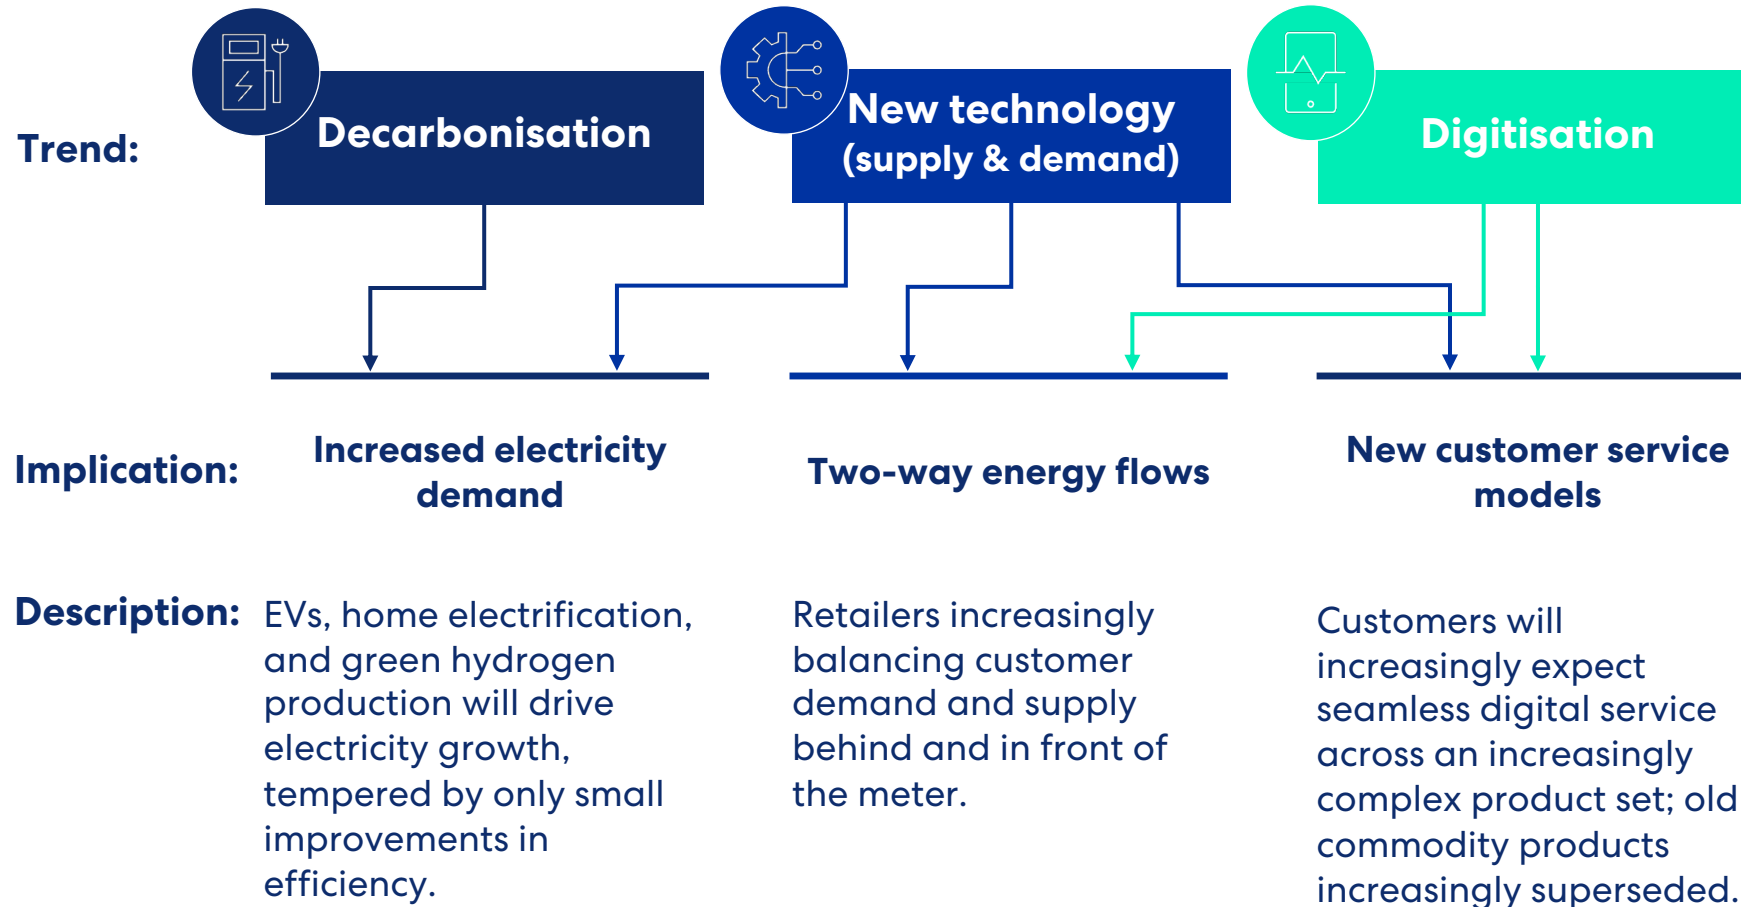 Trend:
Decarbonisation
New technology
(supply & demand)
Digitisation
Implication:
Increased electricity
demand
Two-way energy flows
New customer service
models
Description:
EVs, home electrification,
and green hydrogen
production will drive
electricity growth,
tempered by only small
improvements in
efficiency.
Retailers increasingly
balancing customer
demand and supply
behind and in front of
the meter.
Customers will
increasingly expect
seamless digital service
across an increasingly
complex product set; old
commodity products
increasingly superseded.